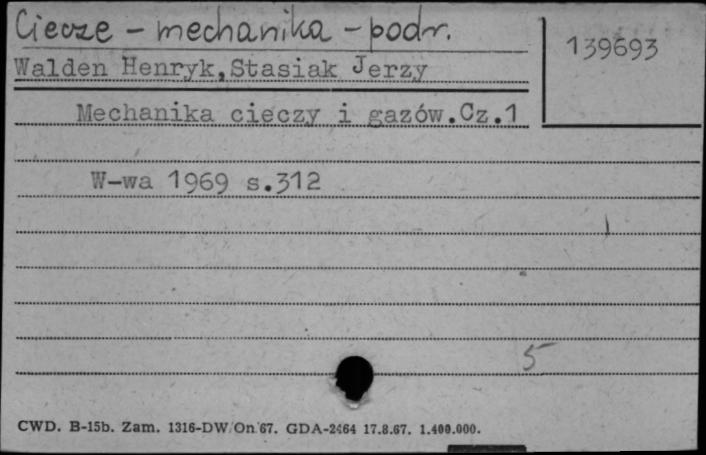 Ciecze - mechanika - podr.
139693
Walden Henryk, Stasiak Jerzy
Mechanika cieczy i gazów. Cz. 1
W-wa 1969 s.312
5
CWD. B-15b. Zam. 1316-DW/On/67. GDA-2464 17.8.67. 1.400.000.